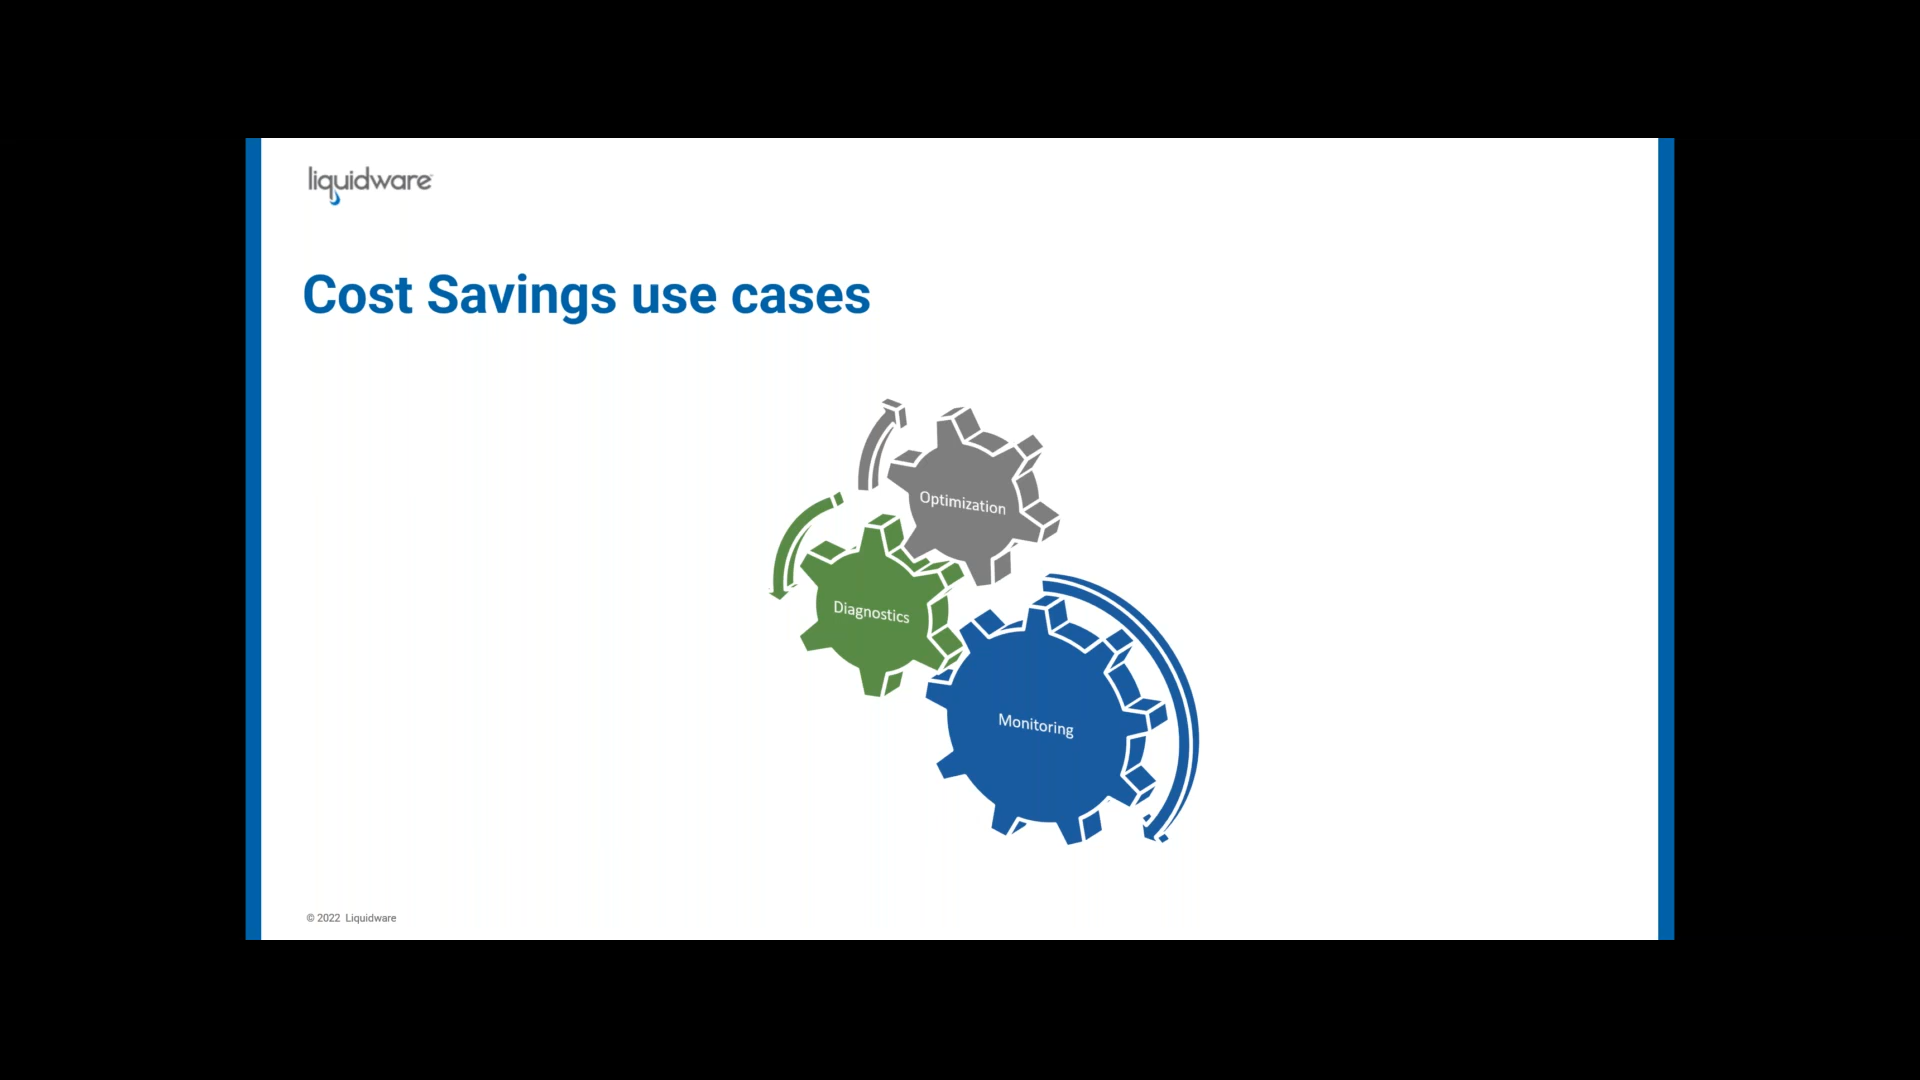 liquidware
Cost Savings use cases
Optimization
Diagnostics
Monitoring
© 2022 Liquidware